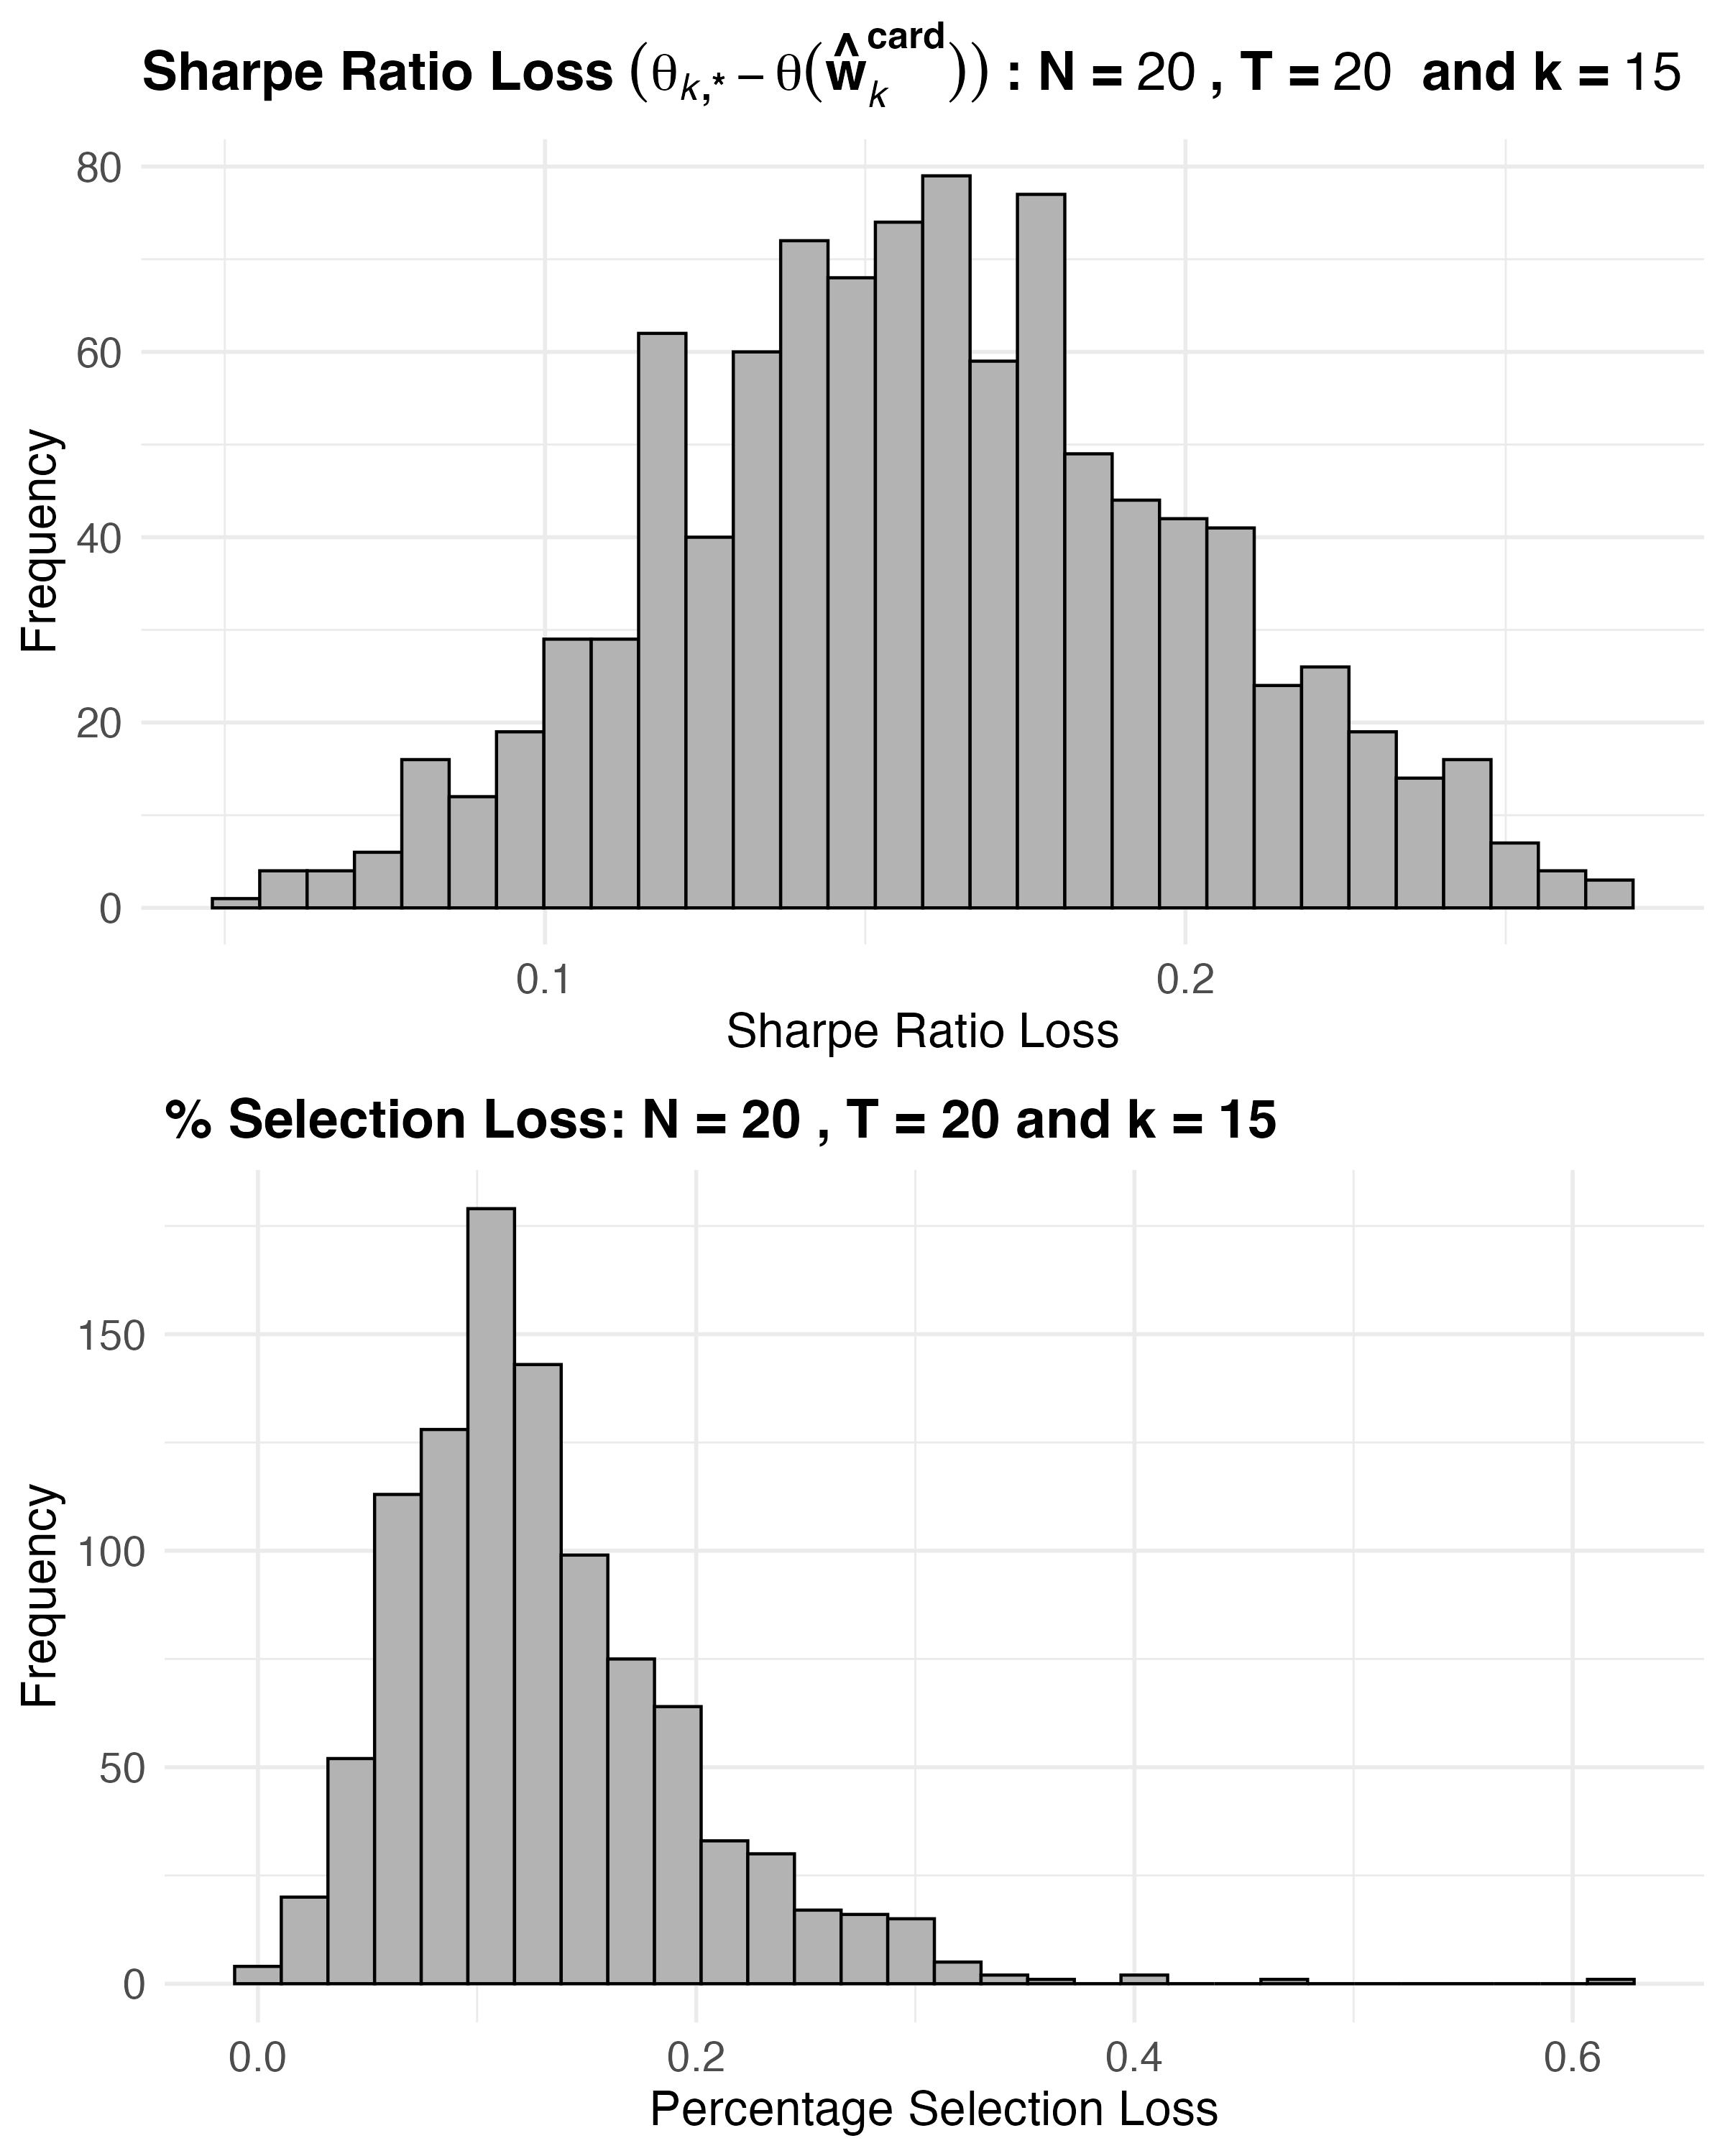 Sharpe Ratio Loss (θk,* − θ(ŵk^card)) : N = 20 , T = 20 and k = 15
80
60
40
20
0
Frequency
0.1 0.2
Sharpe Ratio Loss
% Selection Loss: N = 20 , T = 20 and k = 15
150
100
50
0
Frequency
0.0 0.2 0.4 0.6
Percentage Selection Loss